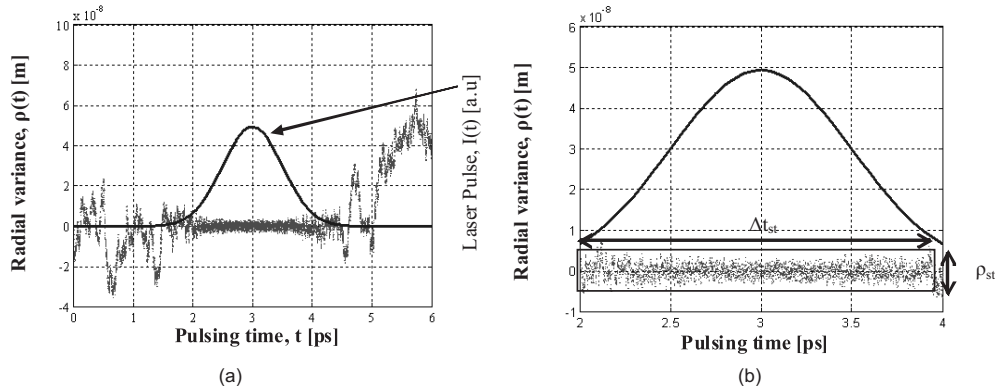 x 10⁻⁸
10
8
6
4
2
0
-2
-4
0 1 2 3 4 5 6
Radial variance, ρ(t) [m]
Pulsing time, t [ps]
Laser Pulse, I(t) [a.u]
(a)
x 10⁻⁸
6
5
4
3
2
1
0
-1
2 2.5 3 3.5 4
Radial variance, ρ(t) [m]
Pulsing time [ps]
Δtst
ρst
(b)